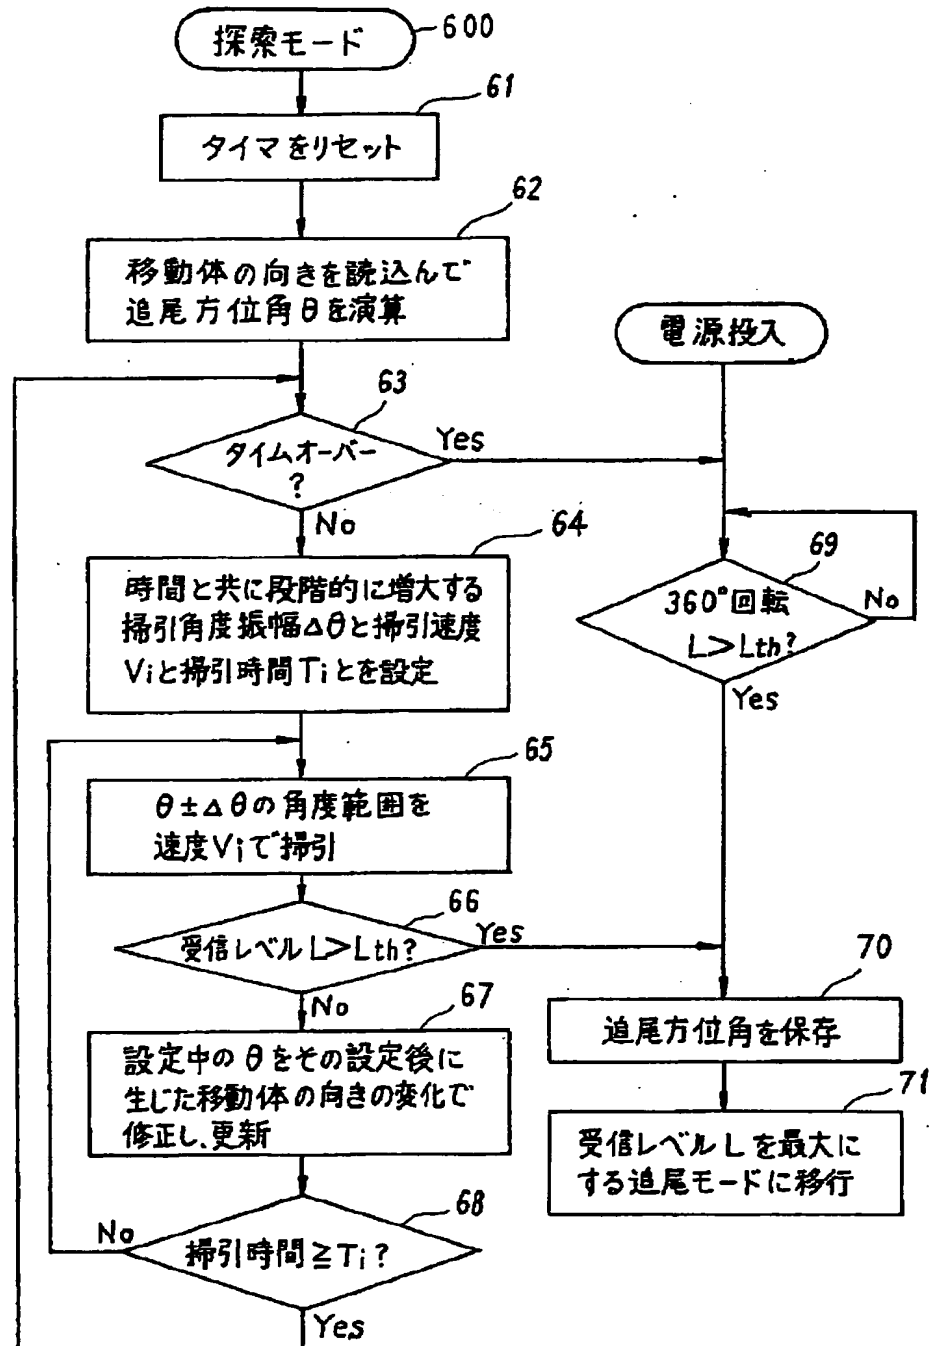 探索モード
600
61
タイマをリセット
62
移動体の向きを読込んで
追尾方位角θを演算
電源投入
63
タイムオーバー
?
Yes
No
64
時間と共に段階的に増大する
掃引角度振幅Δθと掃引速度
Viと掃引時間Tiとを設定
69
360°回転
L>Lth?
No
Yes
65
θ±Δθの角度範囲を
速度Viで掃引
66
受信レベルL>Lth?
Yes
No
67
設定中のθをその設定後に
生じた移動体の向きの変化で
修正し、更新
68
掃引時間≧Ti?
No
Yes
70
追尾方位角を保存
71
受信レベルLを最大に
する追尾モードに移行